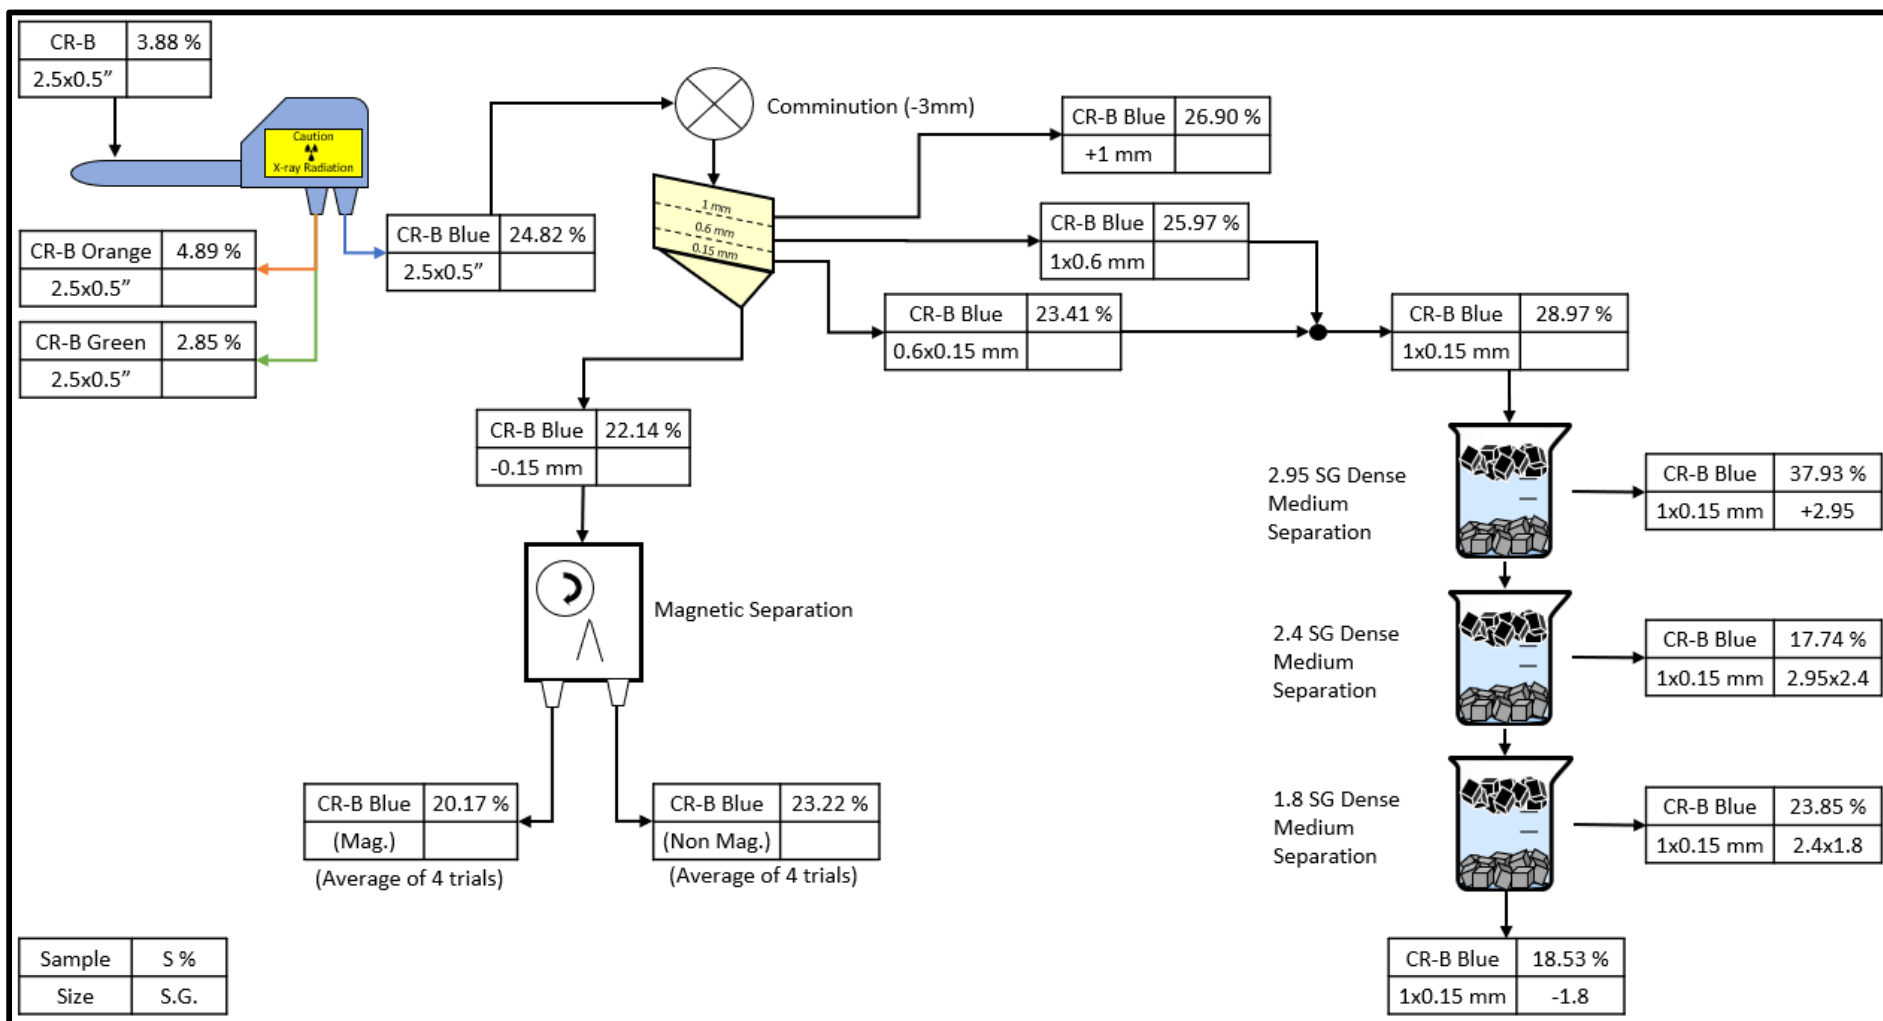 CR-B 3.88 %
2.5x0.5”
Caution
X-ray Radiation
CR-B Orange 4.89 %
2.5x0.5”
CR-B Green 2.85 %
2.5x0.5”
CR-B Blue 24.82 %
2.5x0.5”
Comminution (-3mm)
1 mm
0.6 mm
0.15 mm
CR-B Blue 26.90 %
+1 mm
CR-B Blue 25.97 %
1x0.6 mm
CR-B Blue 23.41 %
0.6x0.15 mm
CR-B Blue 28.97 %
1x0.15 mm
CR-B Blue 22.14 %
-0.15 mm
Magnetic Separation
CR-B Blue 20.17 %
(Mag.)
(Average of 4 trials)
CR-B Blue 23.22 %
(Non Mag.)
(Average of 4 trials)
2.95 SG Dense
Medium
Separation
CR-B Blue 37.93 %
1x0.15 mm +2.95
2.4 SG Dense
Medium
Separation
CR-B Blue 17.74 %
1x0.15 mm 2.95x2.4
1.8 SG Dense
Medium
Separation
CR-B Blue 23.85 %
1x0.15 mm 2.4x1.8
CR-B Blue 18.53 %
1x0.15 mm -1.8
Sample S %
Size S.G.